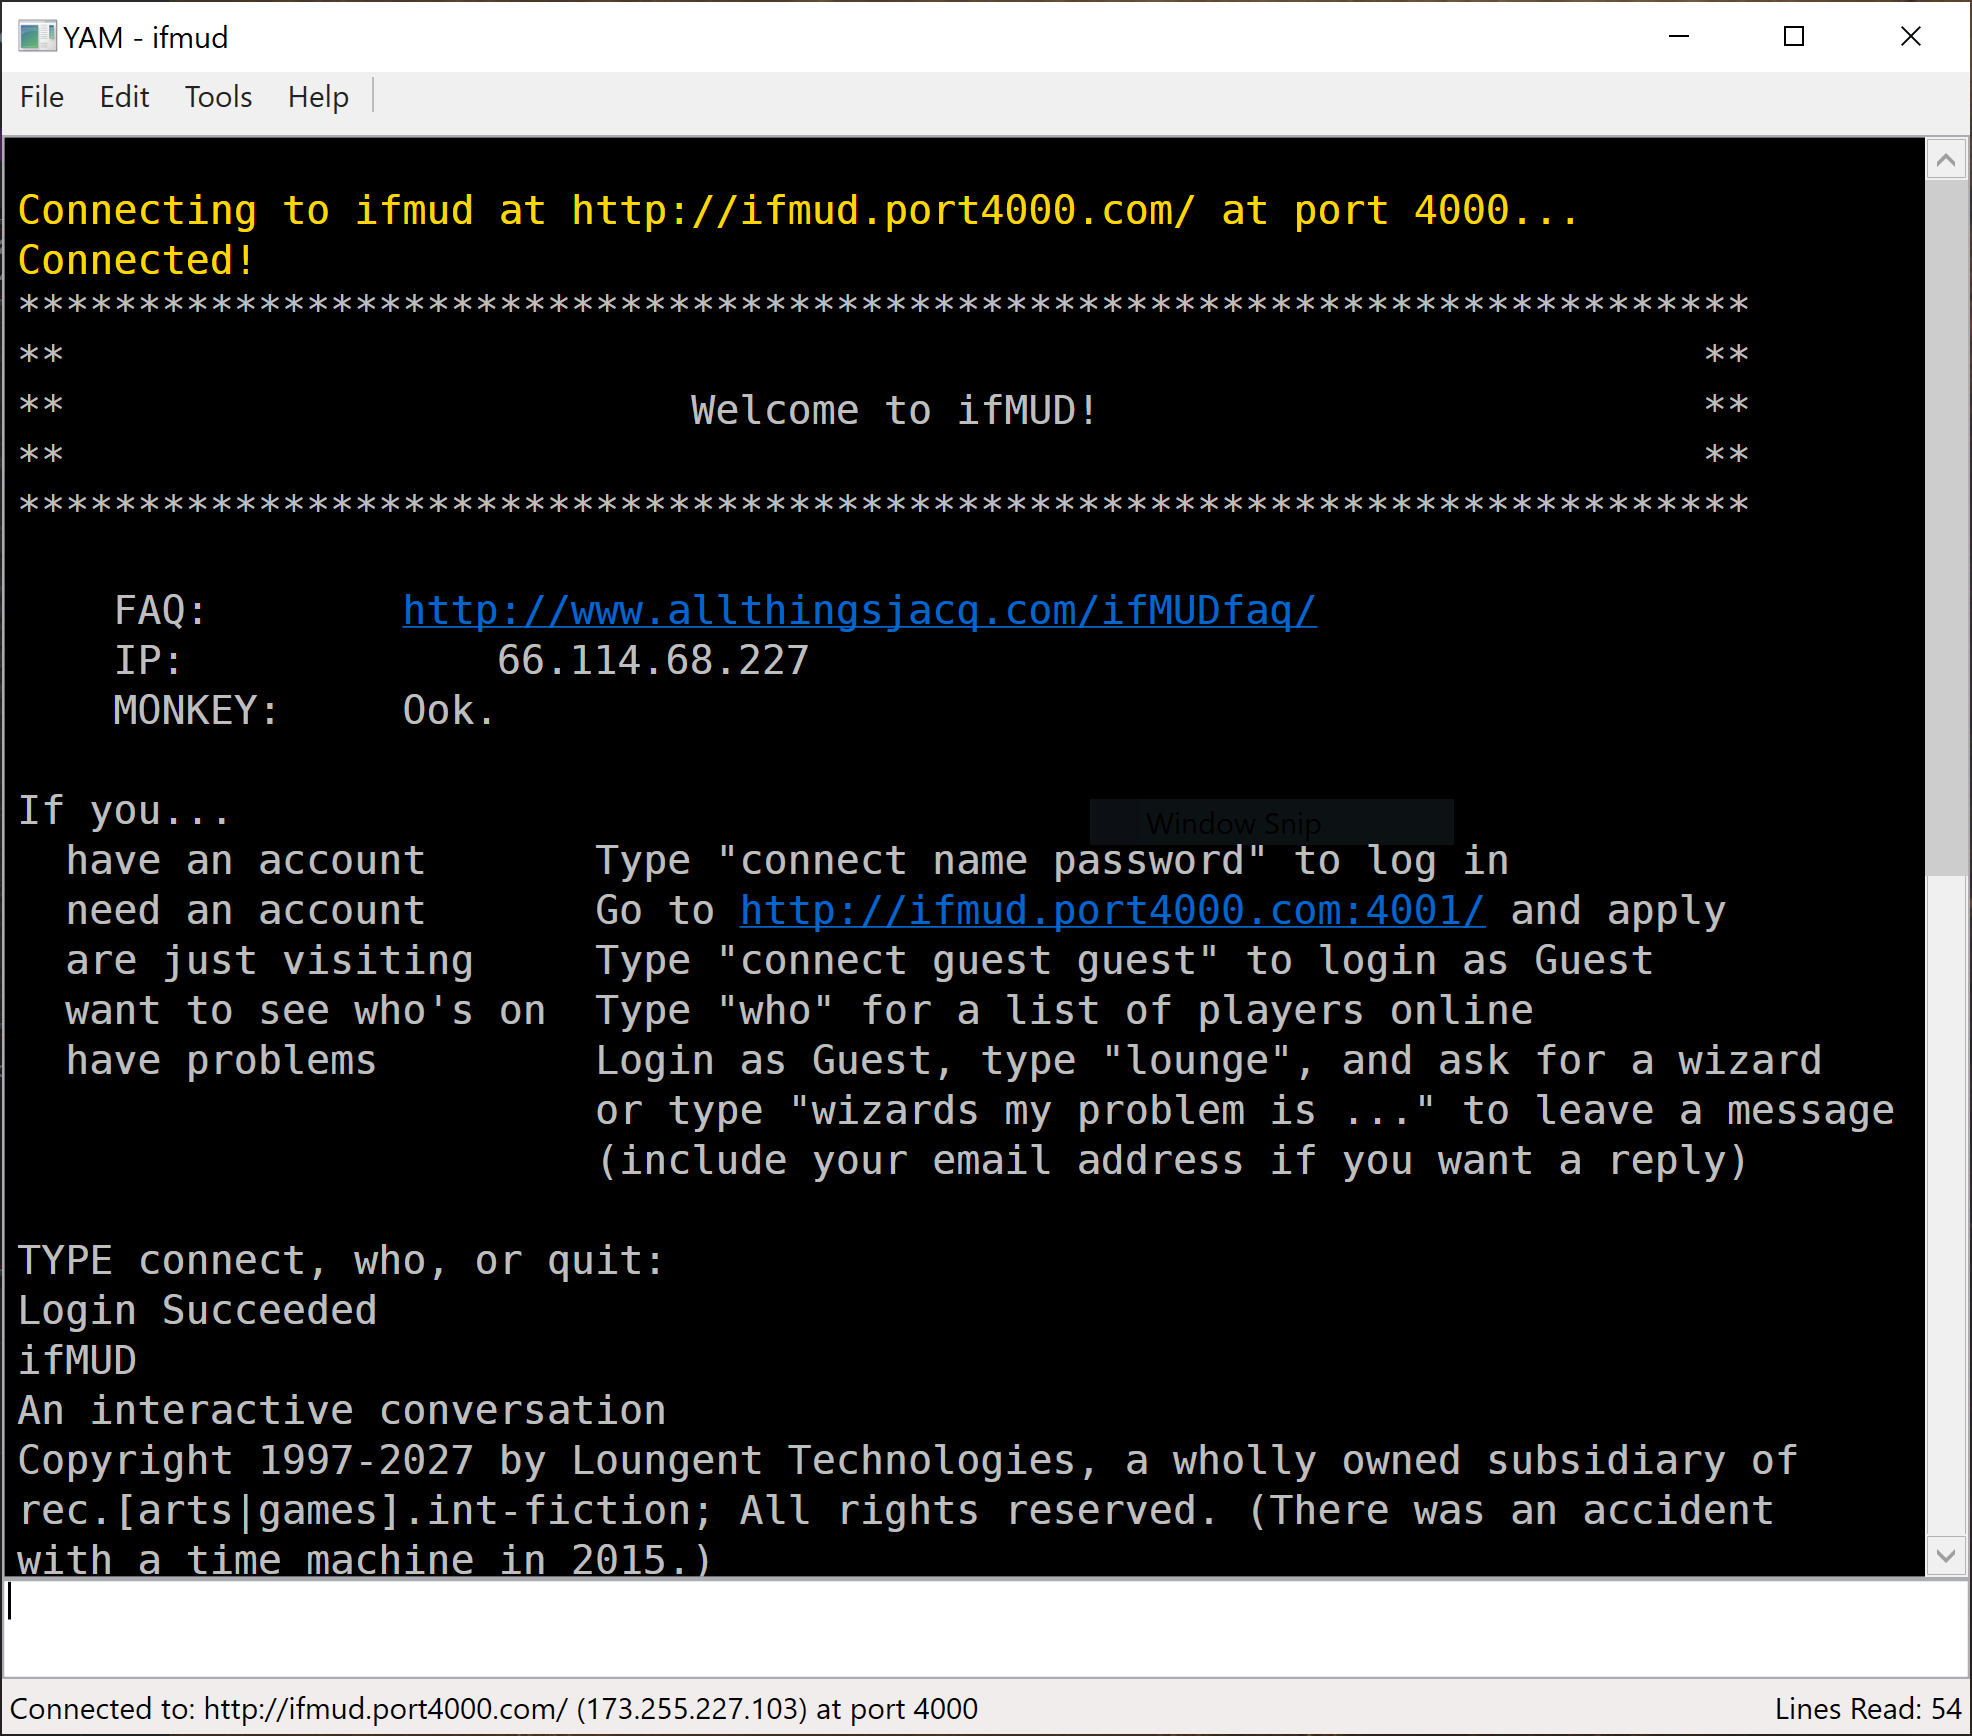 YAM - ifmud
File Edit Tools Help
Connecting to ifmud at http://ifmud.port4000.com/ at port 4000...
Connected!
************************************************************************
** **
** Welcome to ifMUD! **
** **
************************************************************************
FAQ: http://www.allthingsjacq.com/ifMUDfaq/
IP: 66.114.68.227
MONKEY: Ook.
If you...
Window Snip
have an account Type "connect name password" to log in
need an account Go to http://ifmud.port4000.com:4001/ and apply
are just visiting Type "connect guest guest" to login as Guest
want to see who's on Type "who" for a list of players online
have problems Login as Guest, type "lounge", and ask for a wizard
or type "wizards my problem is ..." to leave a message
(include your email address if you want a reply)
TYPE connect, who, or quit:
Login Succeeded
ifMUD
An interactive conversation
Copyright 1997-2027 by Loungent Technologies, a wholly owned subsidiary of
rec.[arts|games].int-fiction; All rights reserved. (There was an accident
with a time machine in 2015.)
Connected to: http://ifmud.port4000.com/ (173.255.227.103) at port 4000
Lines Read: 54